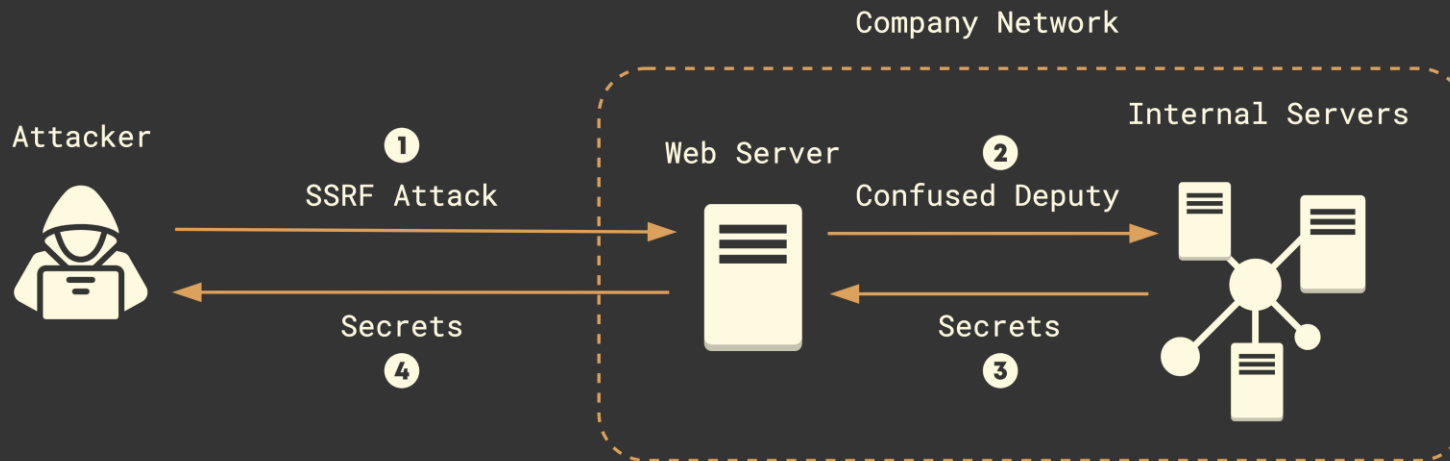 Company Network
Internal Servers
Attacker
1
SSRF Attack
Web Server
2
Confused Deputy
Secrets
4
Secrets
3